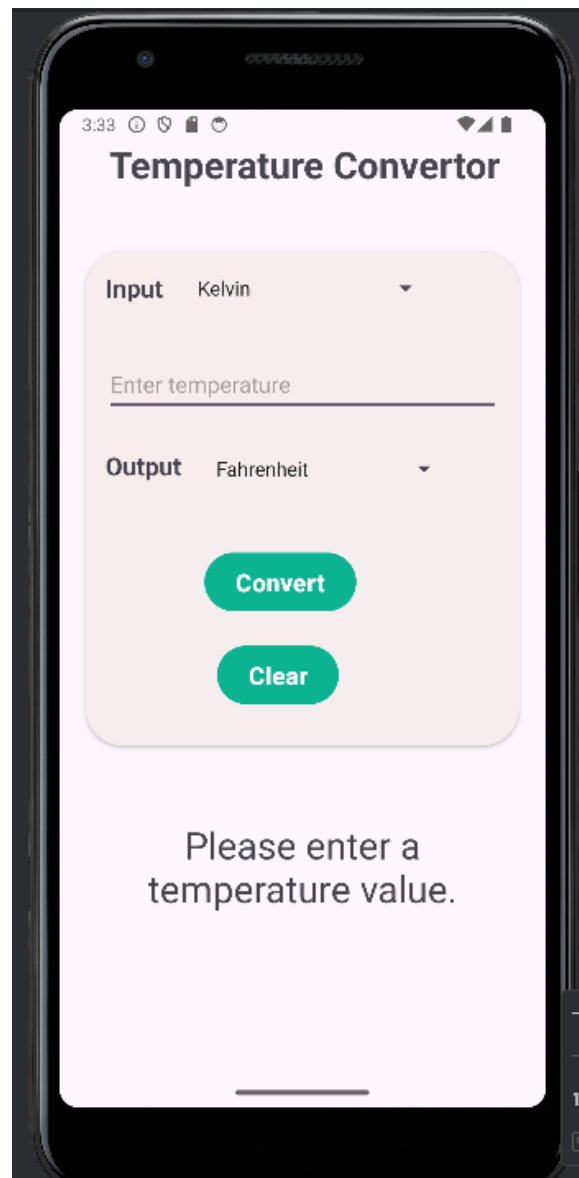 3:33
Temperature Convertor
Input Kelvin
Enter temperature
Output Fahrenheit
Convert
Clear
Please enter a
temperature value.